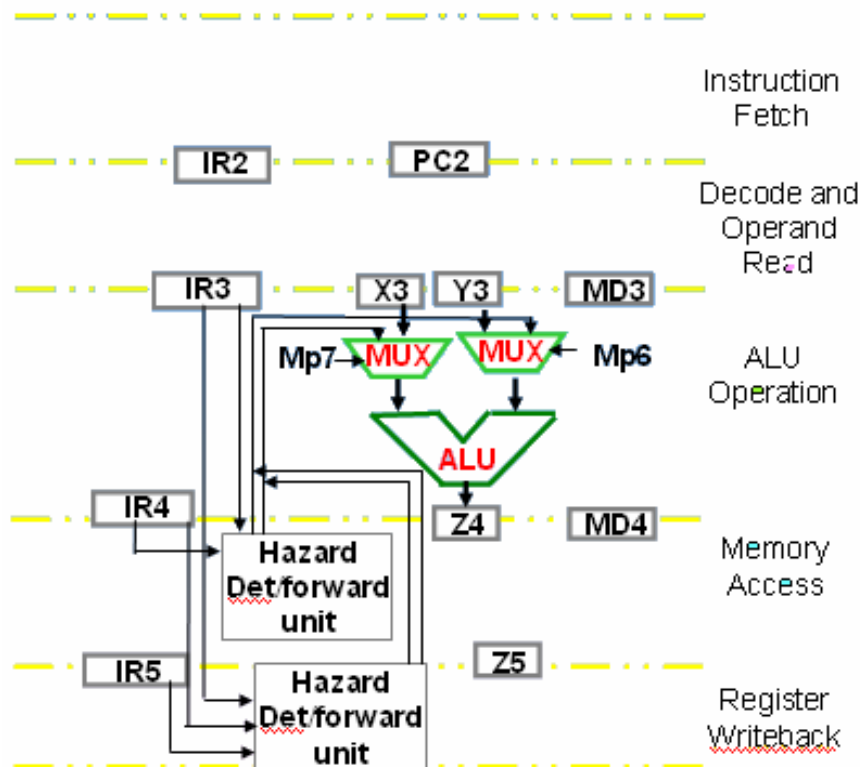 Instruction
Fetch
IR2
PC2
Decode and
Operand
Read
IR3
X3
Y3
MD3
Mp7
MUX
MUX
Mp6
ALU
Operation
ALU
IR4
Z4
MD4
Hazard
Det/forward
unit
Memory
Access
IR5
Z5
Hazard
Det/forward
unit
Register
Writeback